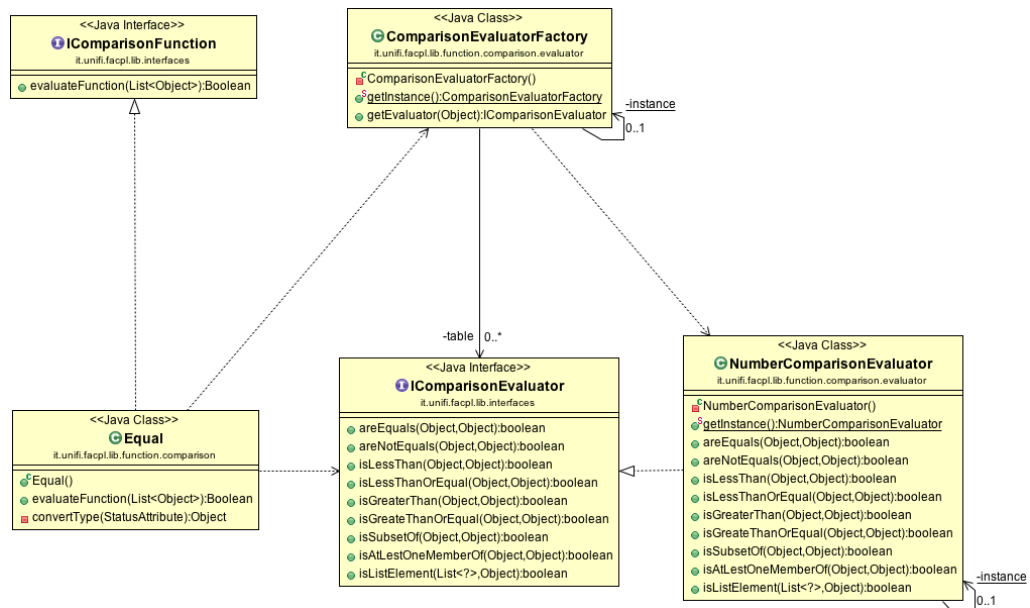 <<Java Interface>>
IComparisonFunction
it.unifi.facpl.lib.interfaces
evaluateFunction(List<Object>):Boolean
<<Java Class>>
ComparisonEvaluatorFactory
it.unifi.facpl.lib.function.comparison.evaluator
ComparisonEvaluatorFactory()
getInstance():ComparisonEvaluatorFactory
getEvaluator(Object):IComparisonEvaluator
-instance
0..1
-table 0..*
<<Java Class>>
Equal
it.unifi.facpl.lib.function.comparison
Equal()
evaluateFunction(List<Object>):Boolean
convertType(StatusAttribute):Object
<<Java Interface>>
IComparisonEvaluator
it.unifi.facpl.lib.interfaces
areEquals(Object,Object):boolean
areNotEquals(Object,Object):boolean
isLessThan(Object,Object):boolean
isLessThanOrEqual(Object,Object):boolean
isGreaterThan(Object,Object):boolean
isGreateThanOrEqual(Object,Object):boolean
isSubsetOf(Object,Object):boolean
isAtLestOneMemberOf(Object,Object):boolean
isListElement(List<?>,Object):boolean
<<Java Class>>
NumberComparisonEvaluator
it.unifi.facpl.lib.function.comparison.evaluator
NumberComparisonEvaluator()
getInstance():NumberComparisonEvaluator
areEquals(Object,Object):boolean
areNotEquals(Object,Object):boolean
isLessThan(Object,Object):boolean
isLessThanOrEqual(Object,Object):boolean
isGreaterThan(Object,Object):boolean
isGreateThanOrEqual(Object,Object):boolean
isSubsetOf(Object,Object):boolean
isAtLestOneMemberOf(Object,Object):boolean
isListElement(List<?>,Object):boolean
-instance
0..1